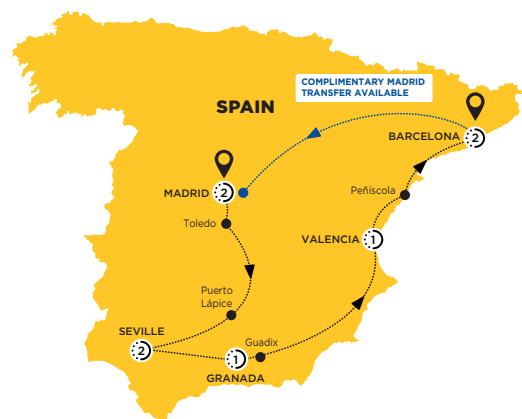 COMPLIMENTARY MADRID
TRANSFER AVAILABLE
SPAIN
BARCELONA
2
MADRID
2
Peñíscola
Toledo
VALENCIA
1
Puerto
Lápice
SEVILLE
2
Guadix
1
GRANADA